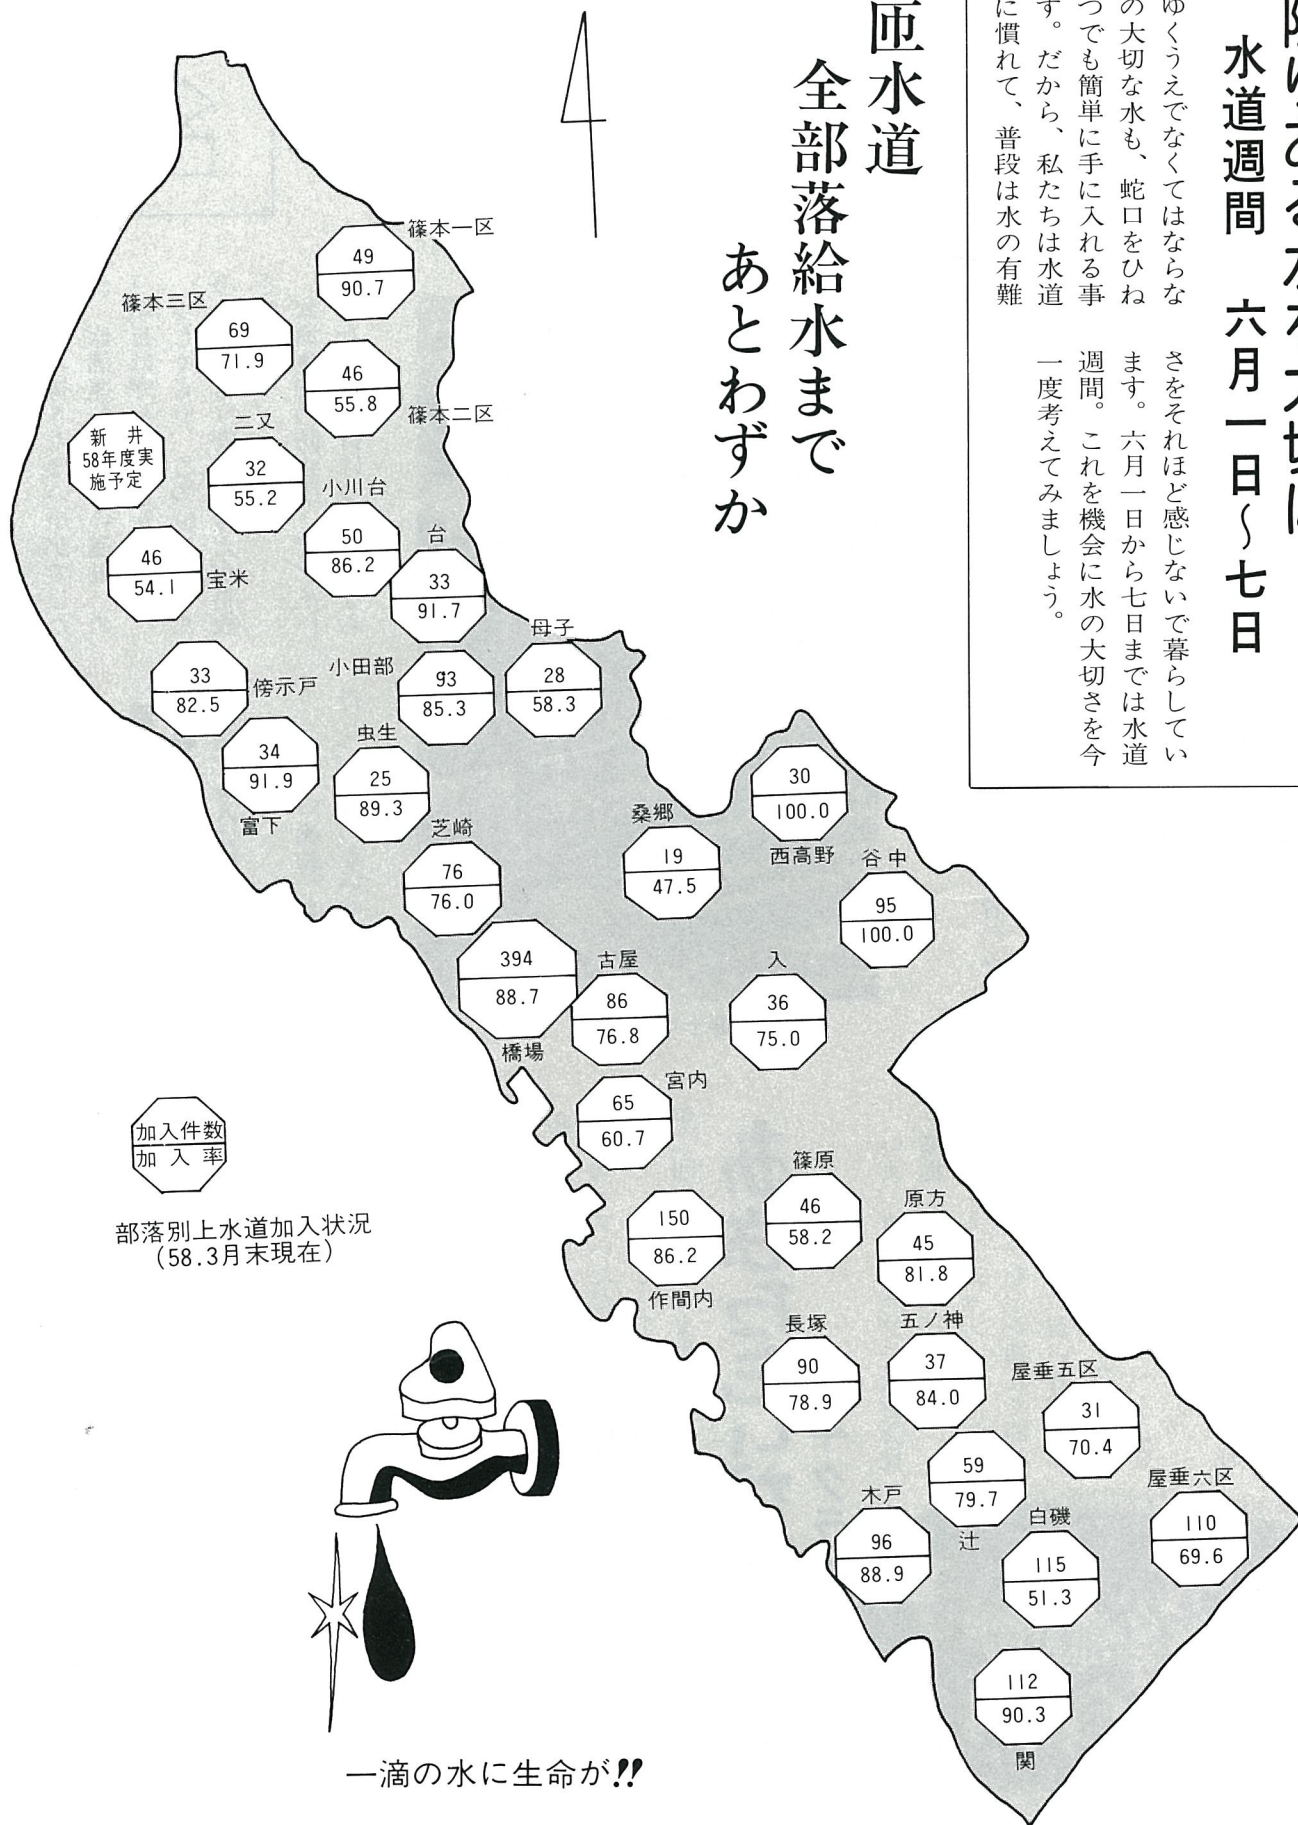 水道週間 六月一日〜七日
ゆくうえでなくてはならな
の大切な水も、蛇口をひね
つでも簡単に手に入れる事
す。だから、私たちは水道
に慣れて、普段は水の有難
さをそれほど感じないで暮らしてい
ます。六月一日から七日までは水道
週間。これを機会に水の大切さを今
一度考えてみましょう。
匝水道
全部落給水まで
あとわずか
篠本一区
49
90.7
篠本三区
69
71.9
46
55.8
篠本二区
新井
58年度実
施予定
二又
32
55.2
小川台
50
86.2
台
33
91.7
46
54.1
宝米
母子
28
58.3
小田部
93
85.3
33
82.5
傍示戸
34
91.9
富下
虫生
25
89.3
芝崎
76
76.0
桑郷
19
47.5
30
100.0
西高野
谷中
95
100.0
394
88.7
橋場
古屋
86
76.8
入
36
75.0
宮内
65
60.7
加入件数
加入率
部落別上水道加入状況
(58.3月末現在)
150
86.2
作間内
篠原
46
58.2
原方
45
81.8
長塚
90
78.9
五ノ神
37
84.0
屋垂五区
31
70.4
59
79.7
辻
木戸
96
88.9
白磯
115
51.3
屋垂六区
110
69.6
112
90.3
関
一滴の水に生命が!!